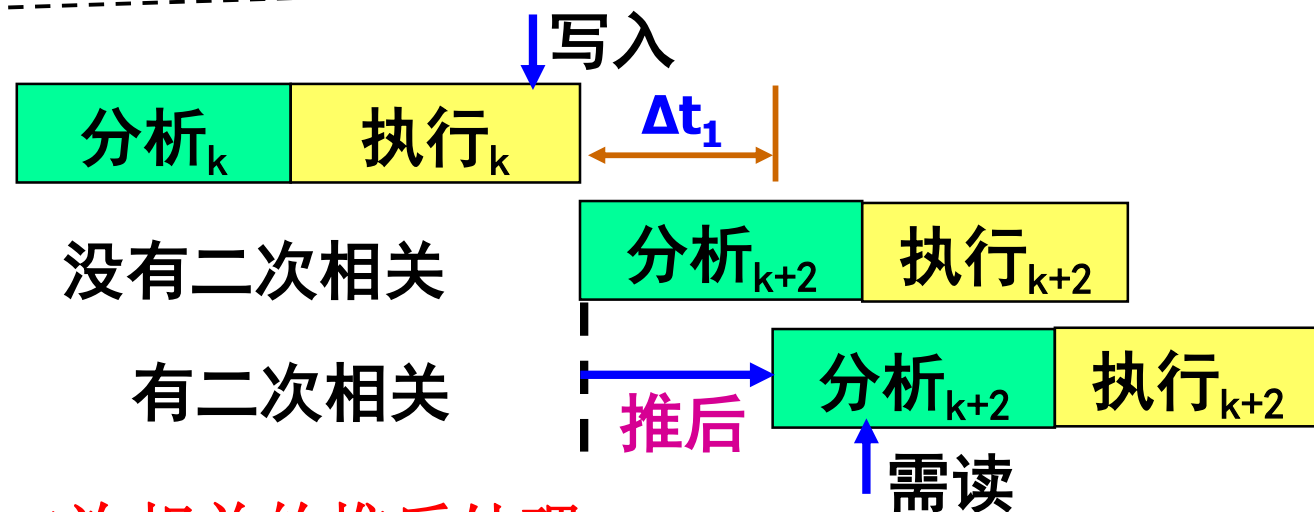 写入
分析k 执行k
Δt1
分析k+2 执行k+2
没有二次相关
有二次相关
分析k+2 执行k+2
推后
需读